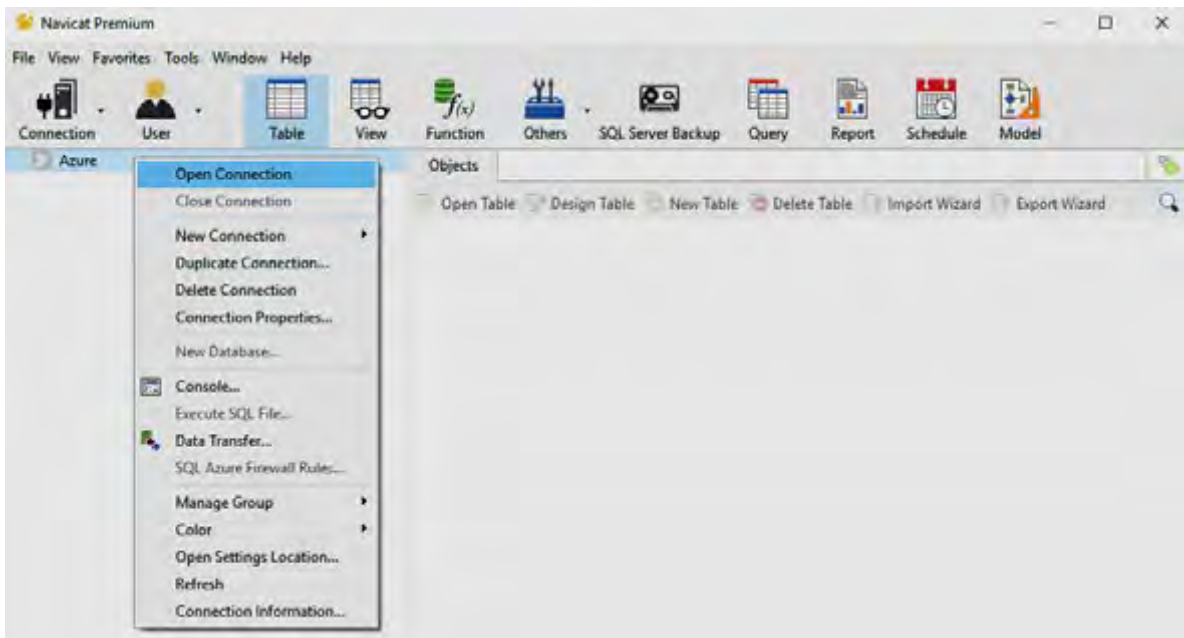 Navicat Premium
File View Favorites Tools Window Help
Connection User Table View Function Others SQL Server Backup Query Report Schedule Model
f(x)
Azure
Open Connection
Close Connection
New Connection
Duplicate Connection...
Delete Connection
Connection Properties...
New Database...
Console...
Execute SQL File...
Data Transfer...
SQL Azure Firewall Rules...
Manage Group
Color
Open Settings Location...
Refresh
Connection Information...
Objects
Open Table Design Table New Table Delete Table Import Wizard Export Wizard